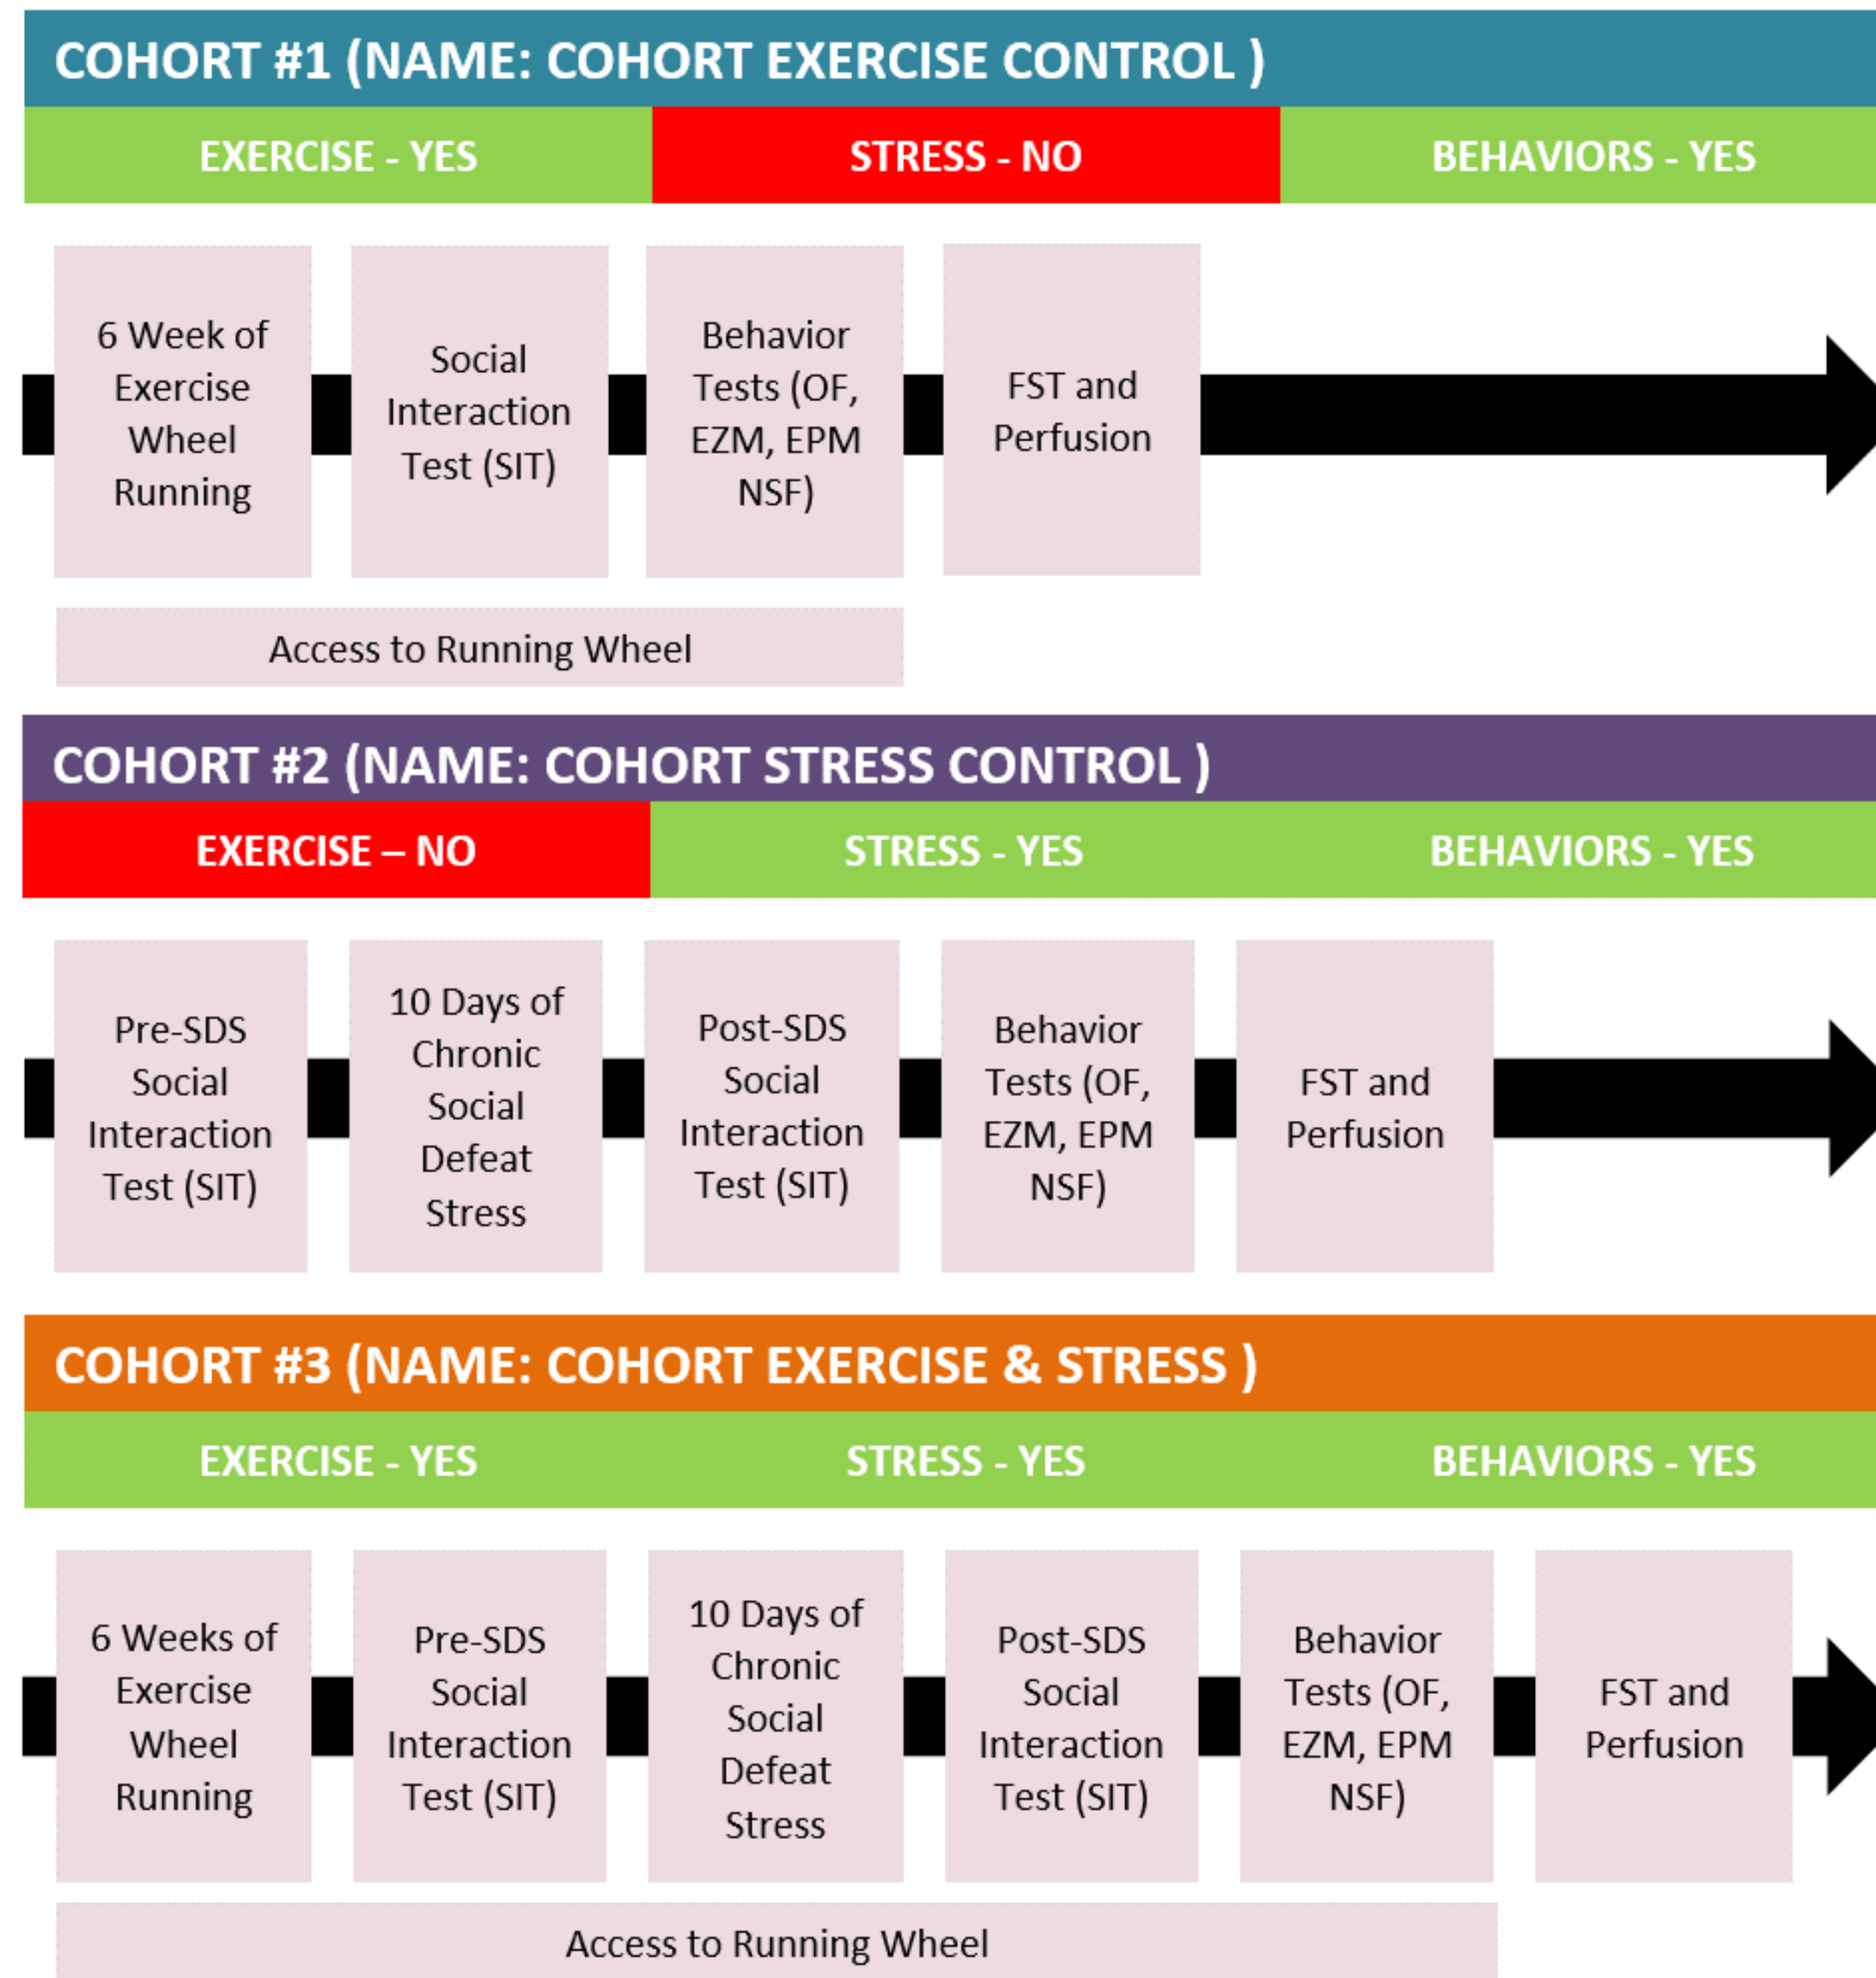 COHORT #1 (NAME: COHORT EXERCISE CONTROL )
EXERCISE - YES
STRESS - NO
BEHAVIORS - YES
6 Week of
Exercise
Wheel
Running
Social
Interaction
Test (SIT)
Behavior
Tests (OF,
EZM, EPM
NSF)
FST and
Perfusion
Access to Running Wheel
COHORT #2 (NAME: COHORT STRESS CONTROL )
EXERCISE – NO
STRESS - YES
BEHAVIORS - YES
Pre-SDS
Social
Interaction
Test (SIT)
10 Days of
Chronic
Social
Defeat
Stress
Post-SDS
Social
Interaction
Test (SIT)
Behavior
Tests (OF,
EZM, EPM
NSF)
FST and
Perfusion
COHORT #3 (NAME: COHORT EXERCISE & STRESS )
EXERCISE - YES
STRESS - YES
BEHAVIORS - YES
6 Weeks of
Exercise
Wheel
Running
Pre-SDS
Social
Interaction
Test (SIT)
10 Days of
Chronic
Social
Defeat
Stress
Post-SDS
Social
Interaction
Test (SIT)
Behavior
Tests (OF,
EZM, EPM
NSF)
FST and
Perfusion
Access to Running Wheel